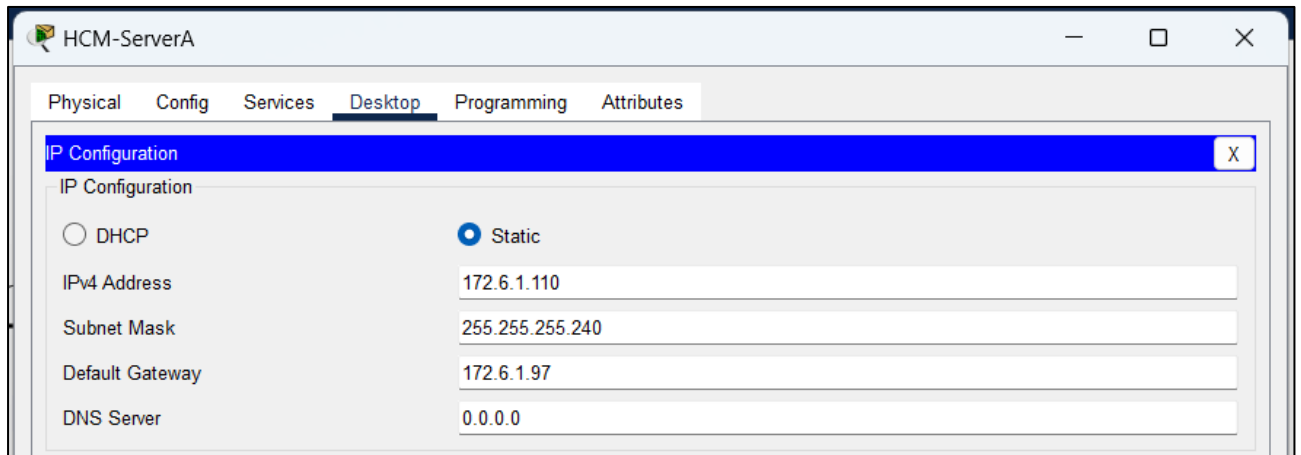 HCM-ServerA
Physical Config Services Desktop Programming Attributes
IP Configuration X
IP Configuration
DHCP Static
IPv4 Address 172.6.1.110
Subnet Mask 255.255.255.240
Default Gateway 172.6.1.97
DNS Server 0.0.0.0